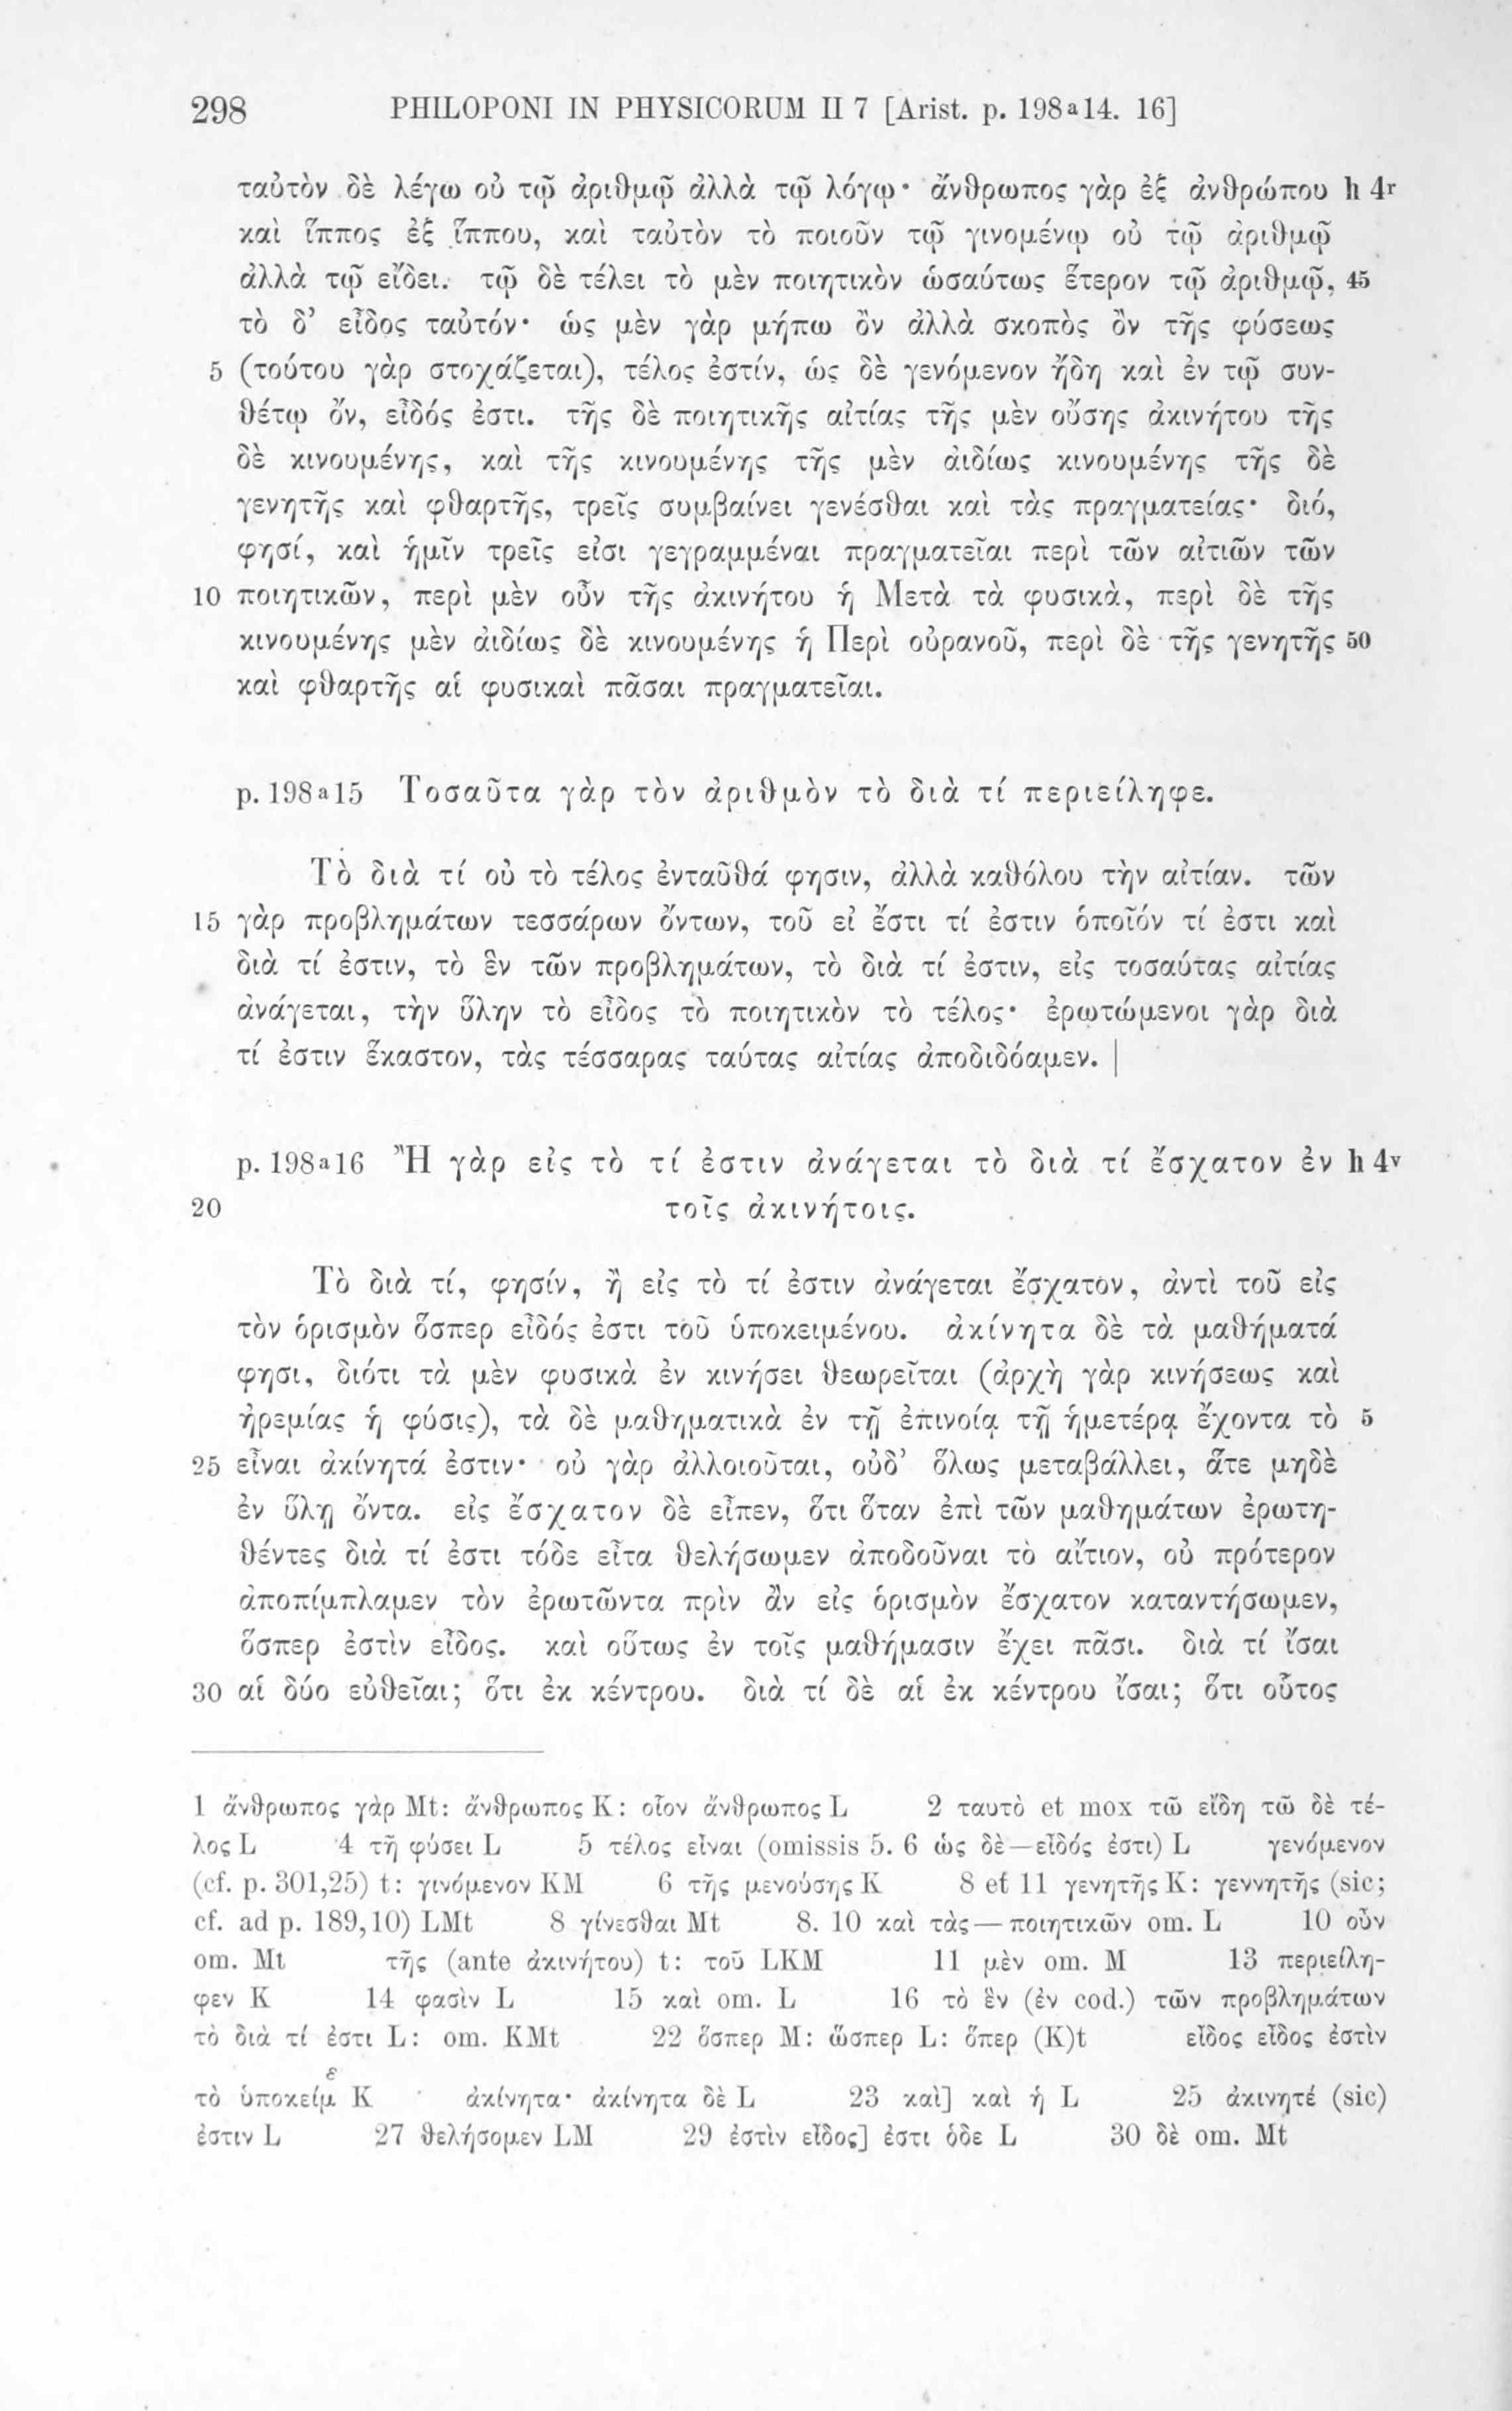 298 PHILOPONI IN PHYSICORUM II 7 [Arist. p. 198a14. 16]
ταὐτὸν δὲ λέγω οὐ τῷ ἀριθμῷ ἀλλὰ τῷ λόγῳ· ἄνθρωπος γὰρ ἐξ ἀνθρώπου h 4r
καὶ ἵππος ἐξ ἵππου, καὶ ταὐτὸν τὸ ποιοῦν τῷ γινομένῳ οὐ τῷ ἀριθμῷ
ἀλλὰ τῷ εἴδει. τῷ δὲ τέλει τὸ μὲν ποιητικὸν ὡσαύτως ἕτερον τῷ ἀριθμῷ, 45
τὸ δ’ εἶδος ταὐτόν· ὡς μὲν γὰρ μήπω ὂν ἀλλὰ σκοπὸς ὂν τῆς φύσεως
5 (τούτου γὰρ στοχάζεται), τέλος ἐστίν, ὡς δὲ γενόμενον ἤδη καὶ ἐν τῷ συν-
θέτῳ ὄν, εἶδός ἐστι. τῆς δὲ ποιητικῆς αἰτίας τῆς μὲν οὔσης ἀκινήτου τῆς
δὲ κινουμένης, καὶ τῆς κινουμένης τῆς μὲν ἀιδίως κινουμένης τῆς δὲ
γενητῆς καὶ φθαρτῆς, τρεῖς συμβαίνει γενέσθαι καὶ τὰς πραγματείας· διό,
φησί, καὶ ἡμῖν τρεῖς εἰσι γεγραμμέναι πραγματεῖαι περὶ τῶν αἰτιῶν τῶν
10 ποιητικῶν, περὶ μὲν οὖν τῆς ἀκινήτου ἡ Μετὰ τὰ φυσικὰ, περὶ δὲ τῆς
κινουμένης μὲν ἀιδίως δὲ κινουμένης ἡ Περὶ οὐρανοῦ, περὶ δὲ τῆς γενητῆς 50
καὶ φθαρτῆς αἱ φυσικαὶ πᾶσαι πραγματεῖαι.
p. 198a15 Τοσαῦτα γὰρ τὸν ἀριθμὸν τὸ διὰ τί περιείληφε.
Τὸ διὰ τί οὐ τὸ τέλος ἐνταῦθά φησιν, ἀλλὰ καθόλου τὴν αἰτίαν. τῶν
15 γὰρ προβλημάτων τεσσάρων ὄντων, τοῦ εἰ ἔστι τί ἐστιν ὁποῖόν τί ἐστι καὶ
διὰ τί ἐστιν, τὸ ἓν τῶν προβλημάτων, τὸ διὰ τί ἐστιν, εἰς τοσαύτας αἰτίας
ἀνάγεται, τὴν ὕλην τὸ εἶδος τὸ ποιητικὸν τὸ τέλος· ἐρωτώμενοι γὰρ διὰ
τί ἐστιν ἕκαστον, τὰς τέσσαρας ταύτας αἰτίας ἀποδιδόαμεν. |
p. 198a16 Ἢ γὰρ εἰς τὸ τί ἐστιν ἀνάγεται τὸ διὰ τί ἔσχατον ἐν h 4v
20 τοῖς ἀκινήτοις.
Τὸ διὰ τί, φησίν, ἢ εἰς τὸ τί ἐστιν ἀνάγεται ἔσχατον, ἀντὶ τοῦ εἰς
τὸν ὁρισμὸν ὅσπερ εἶδός ἐστι τοῦ ὑποκειμένου. ἀκίνητα δὲ τὰ μαθήματά
φησι, διότι τὰ μὲν φυσικὰ ἐν κινήσει θεωρεῖται (ἀρχὴ γὰρ κινήσεως καὶ
ἠρεμίας ἡ φύσις), τὰ δὲ μαθηματικὰ ἐν τῇ ἐπινοίᾳ τῇ ἡμετέρᾳ ἔχοντα τὸ 5
25 εἶναι ἀκίνητά ἐστιν· οὐ γὰρ ἀλλοιοῦται, οὐδ’ ὅλως μεταβάλλει, ἅτε μηδὲ
ἐν ὕλῃ ὄντα. εἰς ἔσχατον δὲ εἶπεν, ὅτι ὅταν ἐπὶ τῶν μαθημάτων ἐρωτη-
θέντες διὰ τί ἐστι τόδε εἶτα θελήσωμεν ἀποδοῦναι τὸ αἴτιον, οὐ πρότερον
ἀποπίμπλαμεν τὸν ἐρωτῶντα πρὶν ἂν εἰς ὁρισμὸν ἔσχατον καταντήσωμεν,
ὅσπερ ἐστὶν εἶδος. καὶ οὕτως ἐν τοῖς μαθήμασιν ἔχει πᾶσι. διὰ τί ἴσαι
30 αἱ δύο εὐθεῖαι; ὅτι ἐκ κέντρου. διὰ τί δὲ αἱ ἐκ κέντρου ἴσαι; ὅτι οὗτος
1 ἄνθρωπος γὰρ Mt: ἄνθρωπος K: οἷον ἄνθρωπος L 2 ταυτὸ et mox τῶ εἴδη τῶ δὲ τέ-
λος L 4 τῆ φύσει L 5 τέλος εἶναι (omissis 5. 6 ὡς δὲ—εἶδός ἐστι) L γενόμενον
(cf. p. 301,25) t: γινόμενον KM 6 τῆς μενούσης K 8 et 11 γενητῆς K: γεννητῆς (sic;
cf. ad p. 189,10) LMt 8 γίνεσθαι Mt 8. 10 καὶ τὰς—ποιητικῶν om. L 10 οὖν
om. Mt τῆς (ante ἀκινήτου) t: τοῦ LKM 11 μὲν om. M 13 περιείλη-
φεν K 14 φασὶν L 15 καὶ om. L 16 τὸ ἓν (ἐν cod.) τῶν προβλημάτων
τὸ διὰ τί ἐστι L: om. KMt 22 ὅσπερ M: ὥσπερ L: ὅπερ (K)t εἶδος εἶδος ἐστὶν
τὸ ὑποκείμε K ἀκίνητα· ἀκίνητα δὲ L 23 καὶ] καὶ ἡ L 25 ἀκινητέ (sic)
ἐστιν L 27 θελήσομεν LM 29 ἐστὶν εἶδος] ἐστι ὁδε L 30 δὲ om. Mt